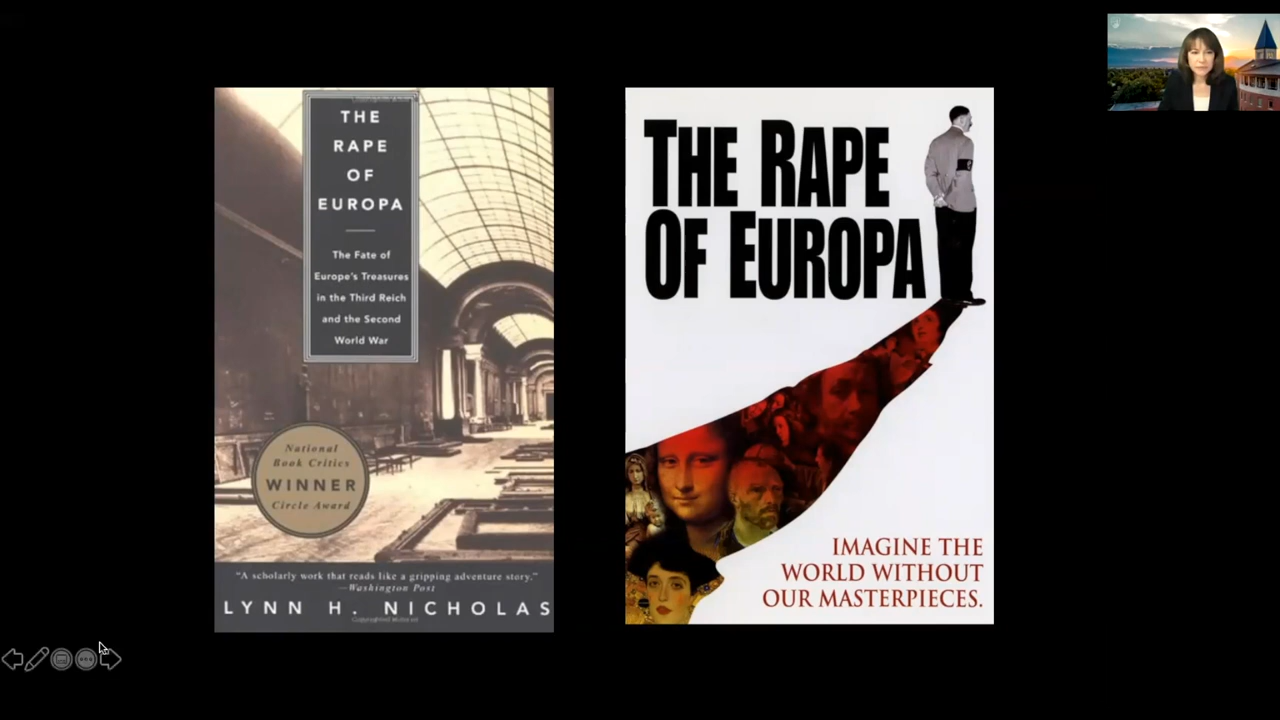 THE
RAPE
OF
EUROPA
The Fate of
Europe's Treasures
in the Third Reich
and the Second
World War
National
Book Critics
WINNER
Circle Award
"A scholarly work that reads like a gripping adventure story."
—Washington Post
LYNN H. NICHOLAS
Copyrighted Material
THE RAPE
OF EUROPA
IMAGINE THE
WORLD WITHOUT
OUR MASTERPIECES.